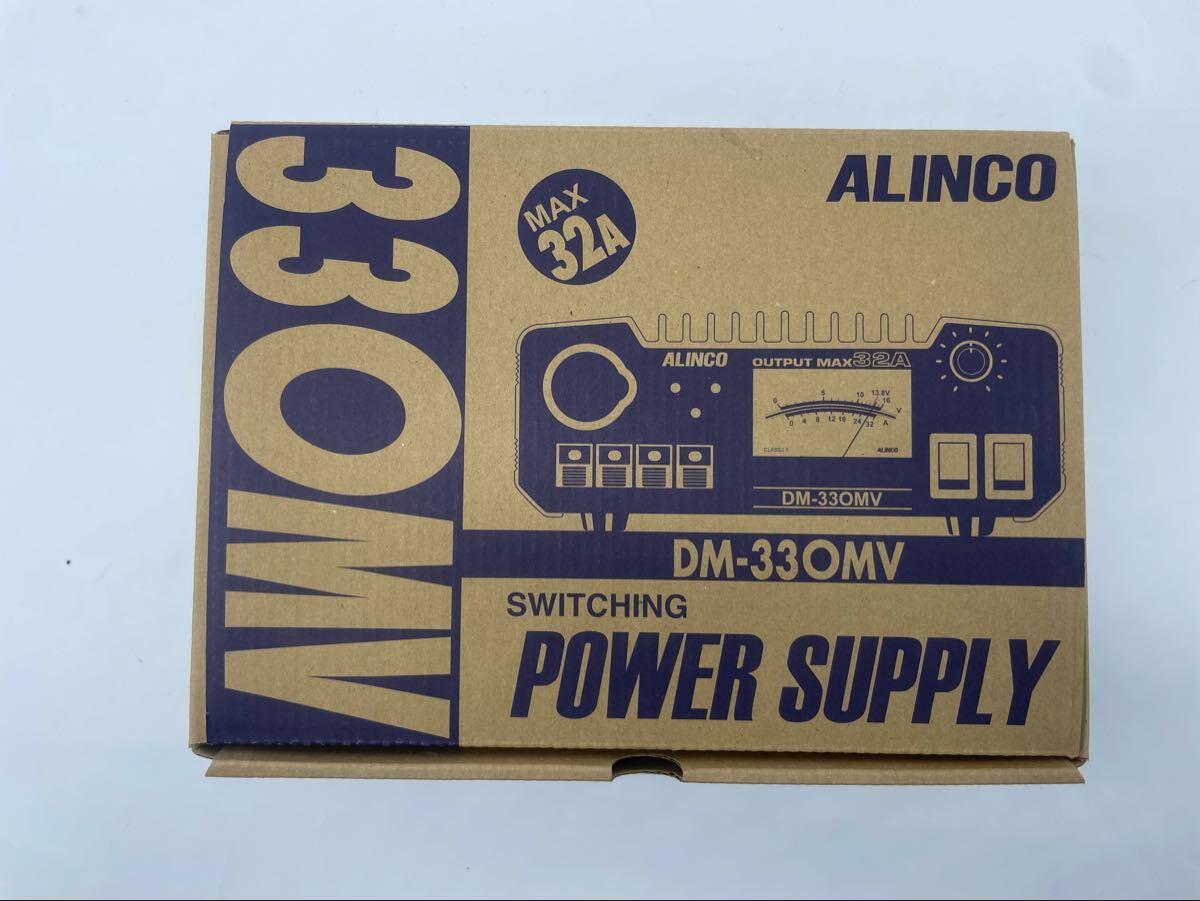 330MV
MAX
32A
ALINCO
ALINCO
OUTPUT MAX 32A
0 5 10 13.8V 16 V
0 4 8 12 16 24 32 A
ALINCO
DM-330MV
DM-330MV
SWITCHING
POWER SUPPLY